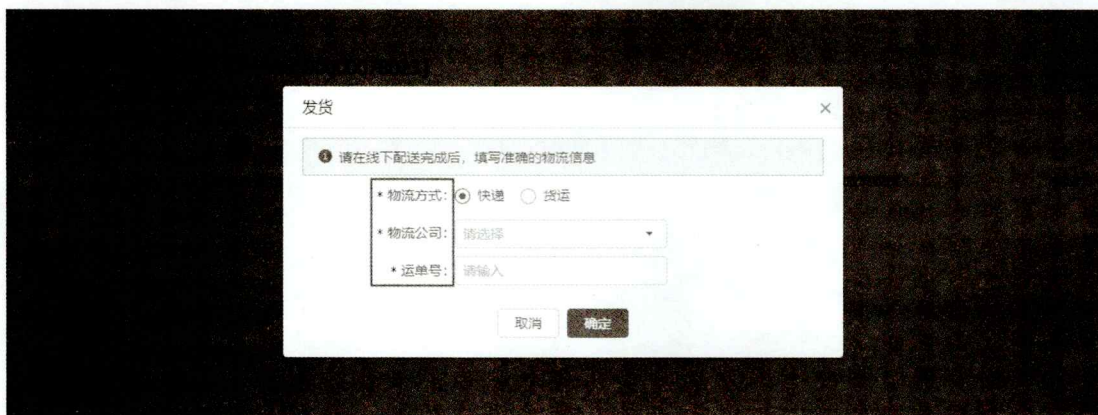 发货
请在线下配送完成后，填写准确的物流信息
* 物流方式： 快递 货运
* 物流公司： 请选择
* 运单号： 请输入
取消 确定